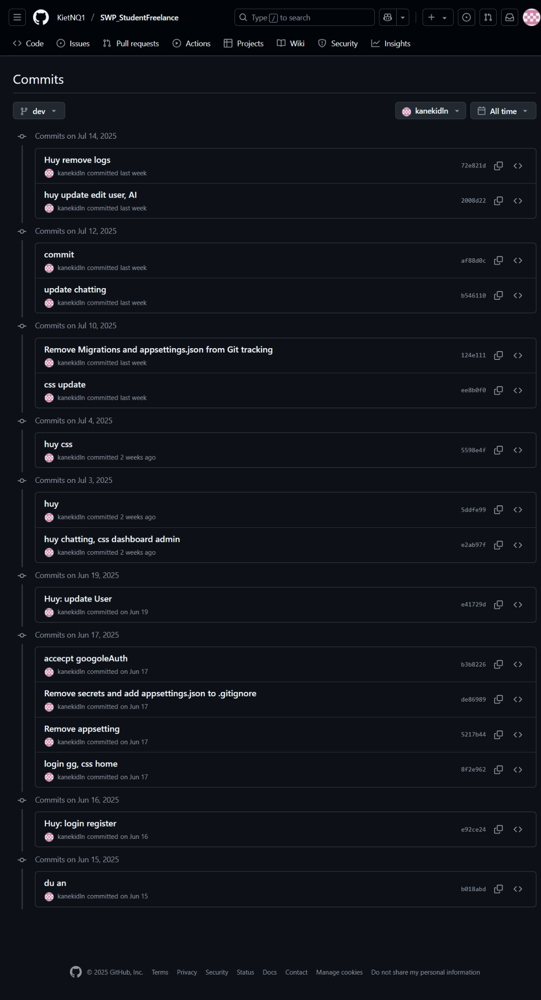 KietNQ1 / SWP_StudentFreelance
Type / to search
Code Issues Pull requests Actions Projects Wiki Security Insights
Commits
dev kanekidln All time
Commits on Jul 14, 2025
Huy remove logs
kanekidln committed last week
72e821d
huy update edit user, AI
kanekidln committed last week
2008d22
Commits on Jul 12, 2025
commit
kanekidln committed last week
af88d0c
update chatting
kanekidln committed last week
b546110
Commits on Jul 10, 2025
Remove Migrations and appsettings.json from Git tracking
kanekidln committed last week
124e111
css update
kanekidln committed last week
ee8b0f0
Commits on Jul 4, 2025
huy css
kanekidln committed 2 weeks ago
5598e4f
Commits on Jul 3, 2025
huy
kanekidln committed 2 weeks ago
5ddfe99
huy chatting, css dashboard admin
kanekidln committed 2 weeks ago
e2ab97f
Commits on Jun 19, 2025
Huy: update User
kanekidln committed on Jun 19
e41729d
Commits on Jun 17, 2025
accecpt googoleAuth
kanekidln committed on Jun 17
b3b8226
Remove secrets and add appsettings.json to .gitignore
kanekidln committed on Jun 17
de86989
Remove appsetting
kanekidln committed on Jun 17
5217b44
login gg, css home
kanekidln committed on Jun 17
8f2e962
Commits on Jun 16, 2025
Huy: login register
kanekidln committed on Jun 16
e92ce24
Commits on Jun 15, 2025
du an
kanekidln committed on Jun 15
b018abd
© 2025 GitHub, Inc. Terms Privacy Security Status Docs Contact Manage cookies Do not share my personal information